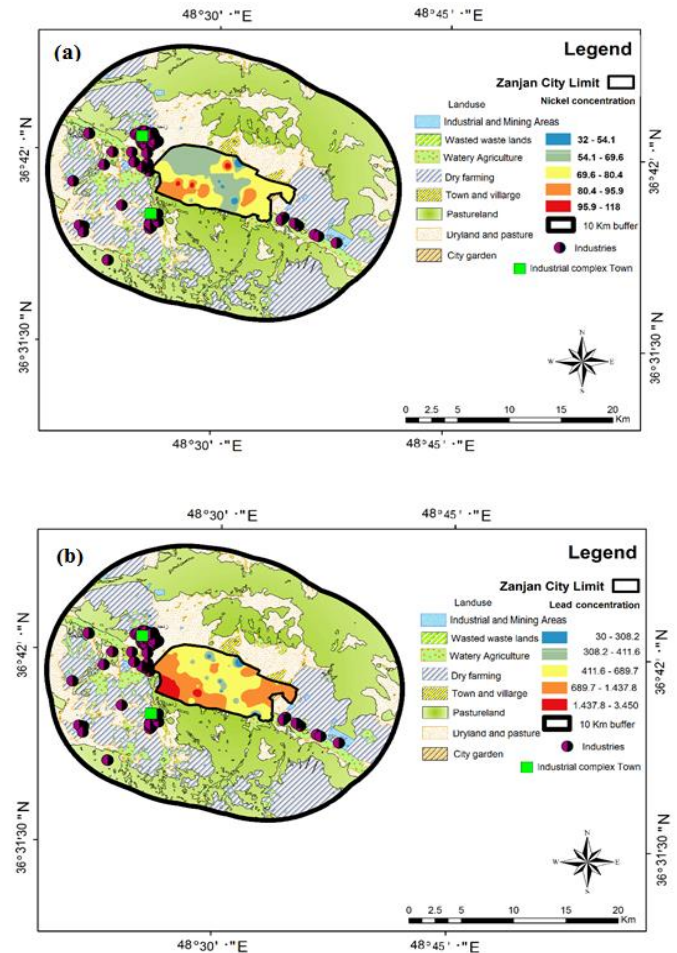 48°30' ·"E 48°45' ·"E
(a)
Legend
Zanjan City Limit
Landuse
Nickel concentration
Industrial and Mining Areas
Wasted waste lands
32 - 54.1
Watery Agriculture
54.1 - 69.6
Dry farming
69.6 - 80.4
Town and villarge
80.4 - 95.9
Pastureland
95.9 - 118
Dryland and pasture
10 Km buffer
City garden
Industries
Industrial complex Town
36°42' ·"N
36°42' ·"N
36°31'30"N
36°31'30"N
N
W E
S
0 2.5 5 10 15 20
Km
48°30' ·"E 48°45' ·"E
48°30' ·"E 48°45' ·"E
(b)
Legend
Zanjan City Limit
Landuse
Lead concentration
Industrial and Mining Areas
Wasted waste lands
30 - 308.2
Watery Agriculture
308.2 - 411.6
Dry farming
411.6 - 689.7
Town and villarge
689.7 - 1.437.8
Pastureland
1.437.8 - 3.450
Dryland and pasture
10 Km buffer
City garden
Industries
Industrial complex Town
36°42' ·"N
36°42' ·"N
36°31'30"N
36°31'30"N
N
W E
S
0 2.5 5 10 15 20
Km
48°30' ·"E 48°45' ·"E